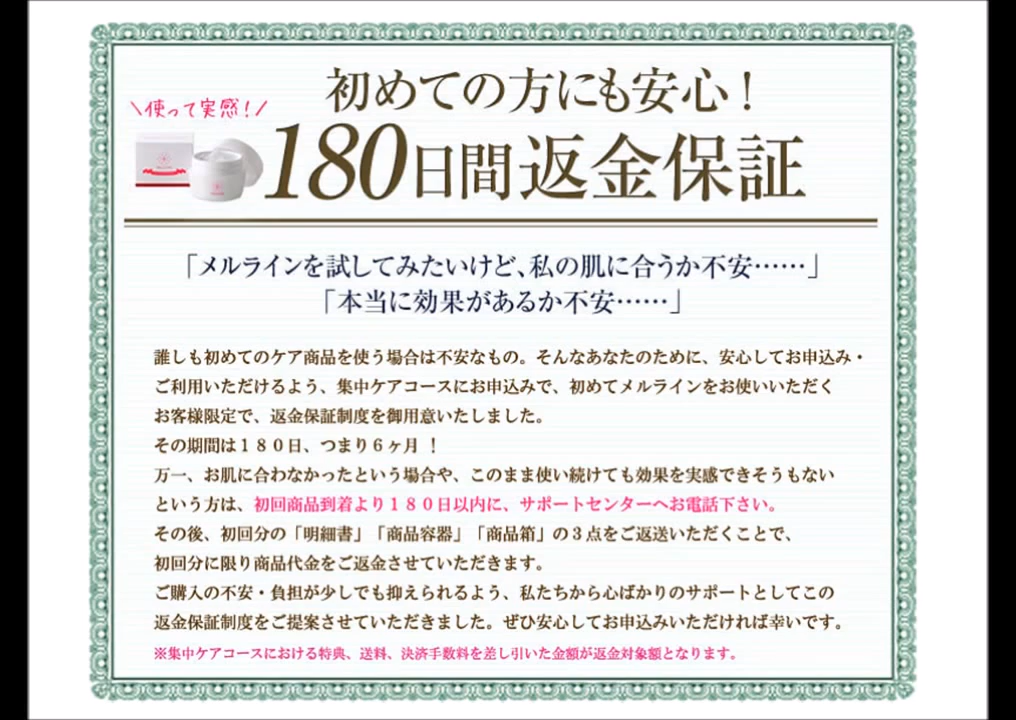 初めての方にも安心！
＼使って実感！／
180日間返金保証
「メルラインを試してみたいけど、私の肌に合うか不安……」
「本当に効果があるか不安……」
誰しも初めてのケア商品を使う場合は不安なもの。そんなあなたのために、安心してお申込み・
ご利用いただけるよう、集中ケアコースにお申込みで、初めてメルラインをお使いいただく
お客様限定で、返金保証制度を御用意いたしました。
その期間は１８０日、つまり６ヶ月 ！
万一、お肌に合わなかったという場合や、このまま使い続けても効果を実感できそうもない
という方は、初回商品到着より１８０日以内に、サポートセンターへお電話下さい。
その後、初回分の「明細書」「商品容器」「商品箱」の３点をご返送いただくことで、
初回分に限り商品代金をご返金させていただきます。
ご購入の不安・負担が少しでも抑えられるよう、私たちから心ばかりのサポートとしてこの
返金保証制度をご提案させていただきました。ぜひ安心してお申込みいただければ幸いです。
※集中ケアコースにおける特典、送料、決済手数料を差し引いた金額が返金対象額となります。